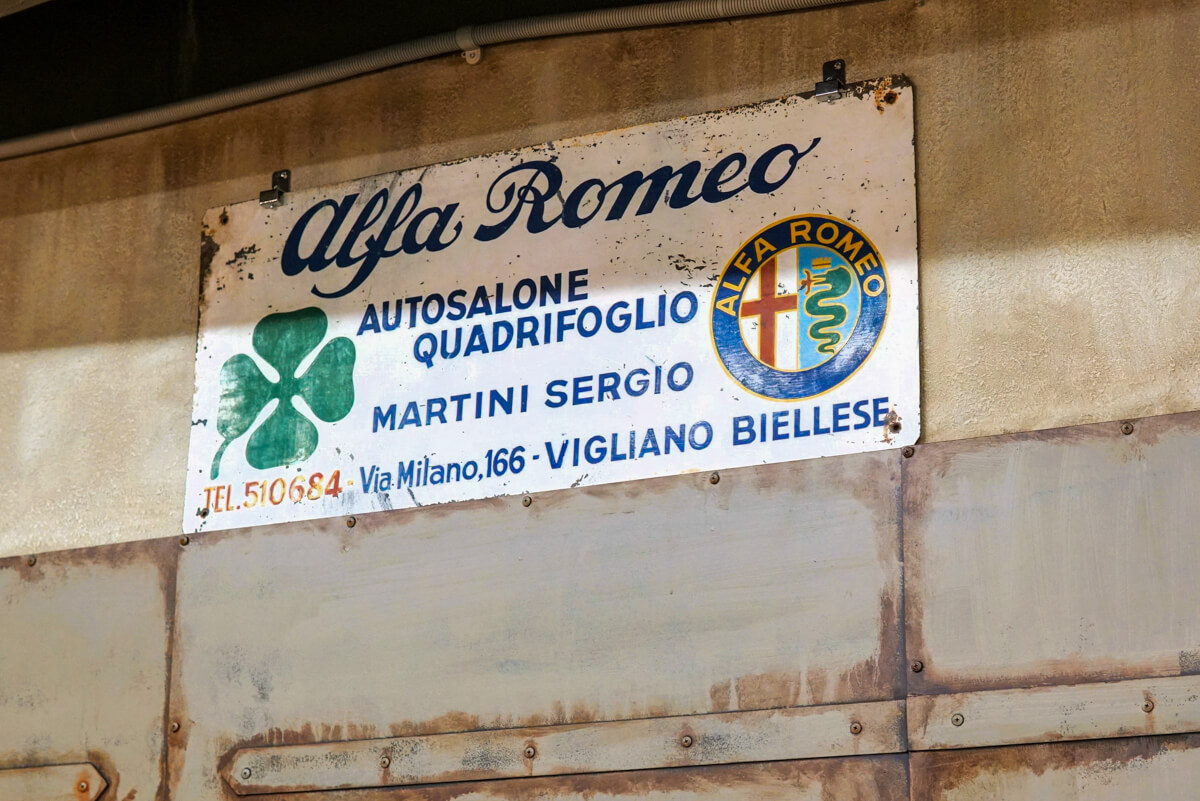 Alfa Romeo
AUTOSALONE
QUADRIFOGLIO
ALFA ROMEO
MARTINI SERGIO
TEL. 510684 - Via Milano, 166 - VIGLIANO BIELLESE